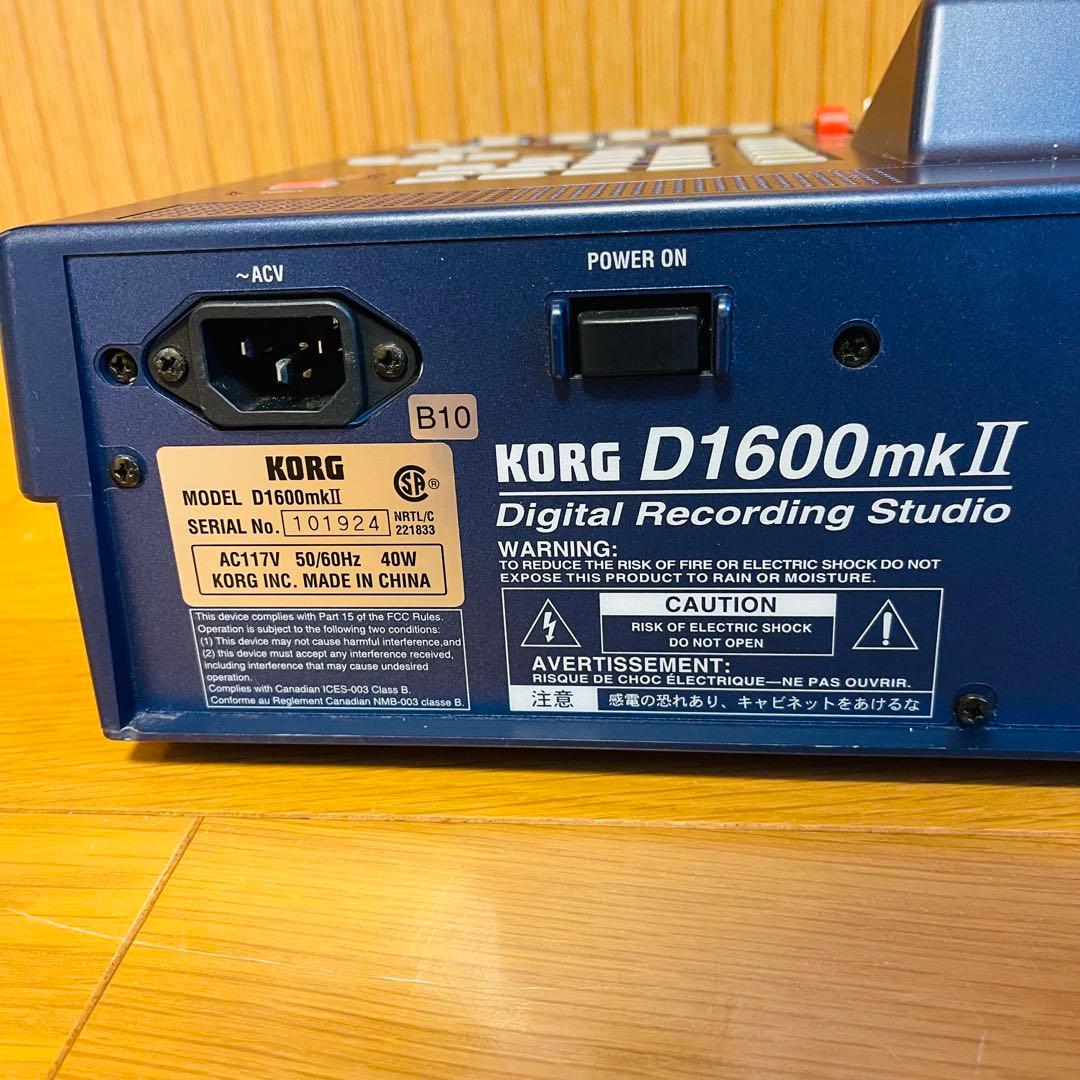 ~ACV
POWER ON
B10
KORG
MODEL D1600mkII
SERIAL No. 101924
NRTL/C
221833
SA®
AC117V 50/60Hz 40W
KORG INC. MADE IN CHINA
This device complies with Part 15 of the FCC Rules.
Operation is subject to the following two conditions:
(1) This device may not cause harmful interference,and
(2) this device must accept any interference received,
including interference that may cause undesired
operation.
Complies with Canadian ICES-003 Class B.
Conforme au Reglement Canadien NMB-003 classe B.
KORG D1600mkII
Digital Recording Studio
WARNING:
TO REDUCE THE RISK OF FIRE OR ELECTRIC SHOCK DO NOT
EXPOSE THIS PRODUCT TO RAIN OR MOISTURE.
CAUTION
RISK OF ELECTRIC SHOCK
DO NOT OPEN
AVERTISSEMENT:
RISQUE DE CHOC ÉLECTRIQUE—NE PAS OUVRIR.
注意 感電の恐れあり、キャビネットをあけるな